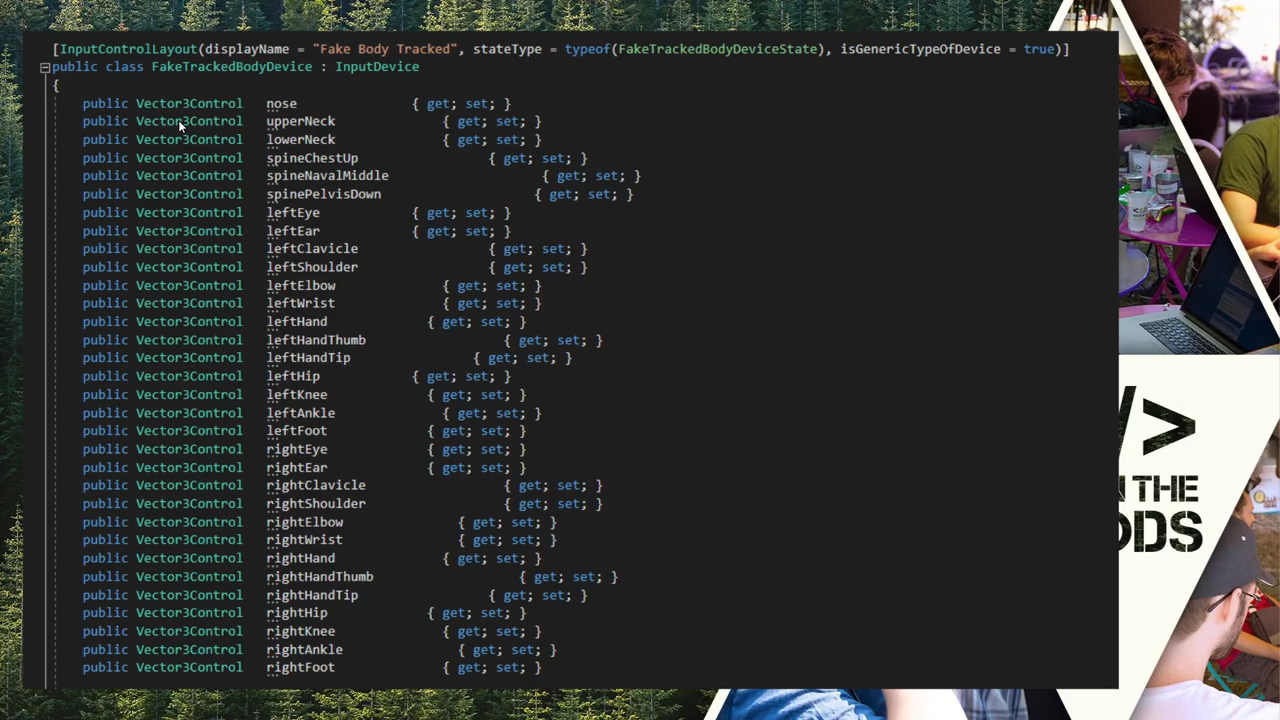 [InputControlLayout(displayName = "Fake Body Tracked", stateType = typeof(FakeTrackedBodyDeviceState), isGenericTypeOfDevice = true)]
public class FakeTrackedBodyDevice : InputDevice
{
public Vector3Control nose { get; set; }
public Vector3Control upperNeck { get; set; }
public Vector3Control lowerNeck { get; set; }
public Vector3Control spineChestUp { get; set; }
public Vector3Control spineNavalMiddle { get; set; }
public Vector3Control spinePelvisDown { get; set; }
public Vector3Control leftEye { get; set; }
public Vector3Control leftEar { get; set; }
public Vector3Control leftClavicle { get; set; }
public Vector3Control leftShoulder { get; set; }
public Vector3Control leftElbow { get; set; }
public Vector3Control leftWrist { get; set; }
public Vector3Control leftHand { get; set; }
public Vector3Control leftHandThumb { get; set; }
public Vector3Control leftHandTip { get; set; }
public Vector3Control leftHip { get; set; }
public Vector3Control leftKnee { get; set; }
public Vector3Control leftAnkle { get; set; }
public Vector3Control leftFoot { get; set; }
public Vector3Control rightEye { get; set; }
public Vector3Control rightEar { get; set; }
public Vector3Control rightClavicle { get; set; }
public Vector3Control rightShoulder { get; set; }
public Vector3Control rightElbow { get; set; }
public Vector3Control rightWrist { get; set; }
public Vector3Control rightHand { get; set; }
public Vector3Control rightHandThumb { get; set; }
public Vector3Control rightHandTip { get; set; }
public Vector3Control rightHip { get; set; }
public Vector3Control rightKnee { get; set; }
public Vector3Control rightAnkle { get; set; }
public Vector3Control rightFoot { get; set; }
/>
THE
ODS